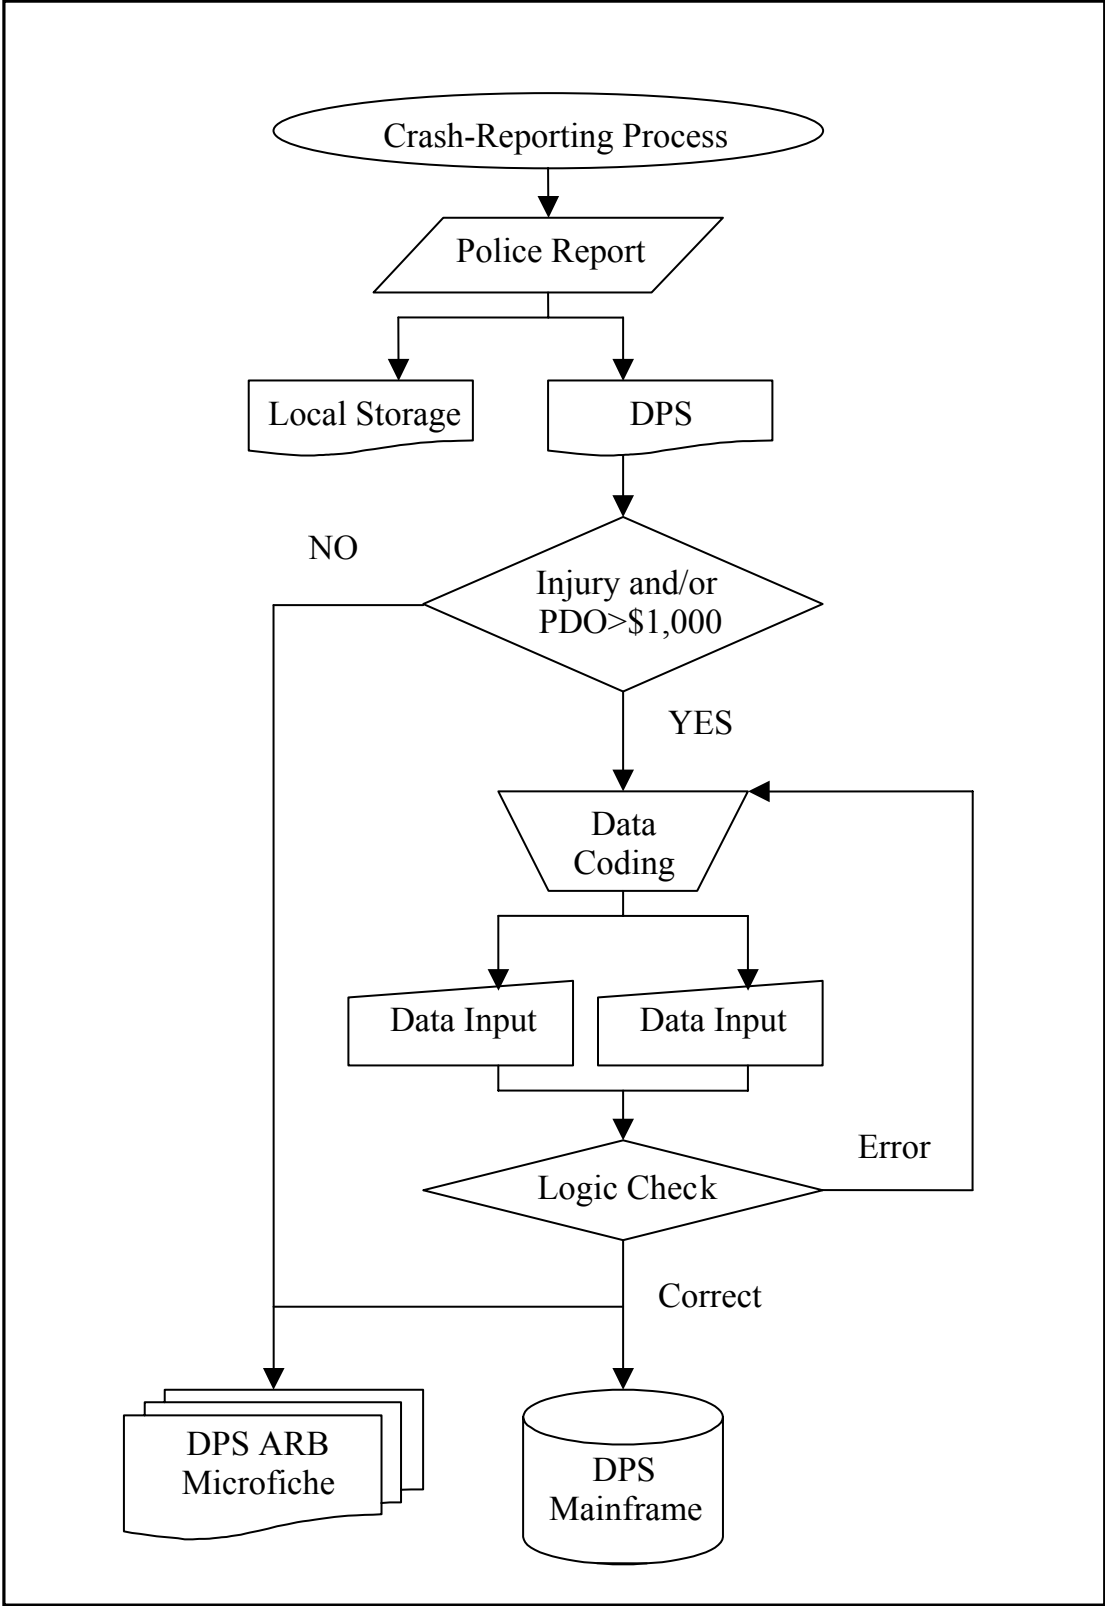 Crash-Reporting Process
Police Report
Local Storage
DPS
NO
Injury and/or
PDO>$1,000
YES
Data
Coding
Data Input
Data Input
Error
Logic Check
Correct
DPS ARB
Microfiche
DPS
Mainframe